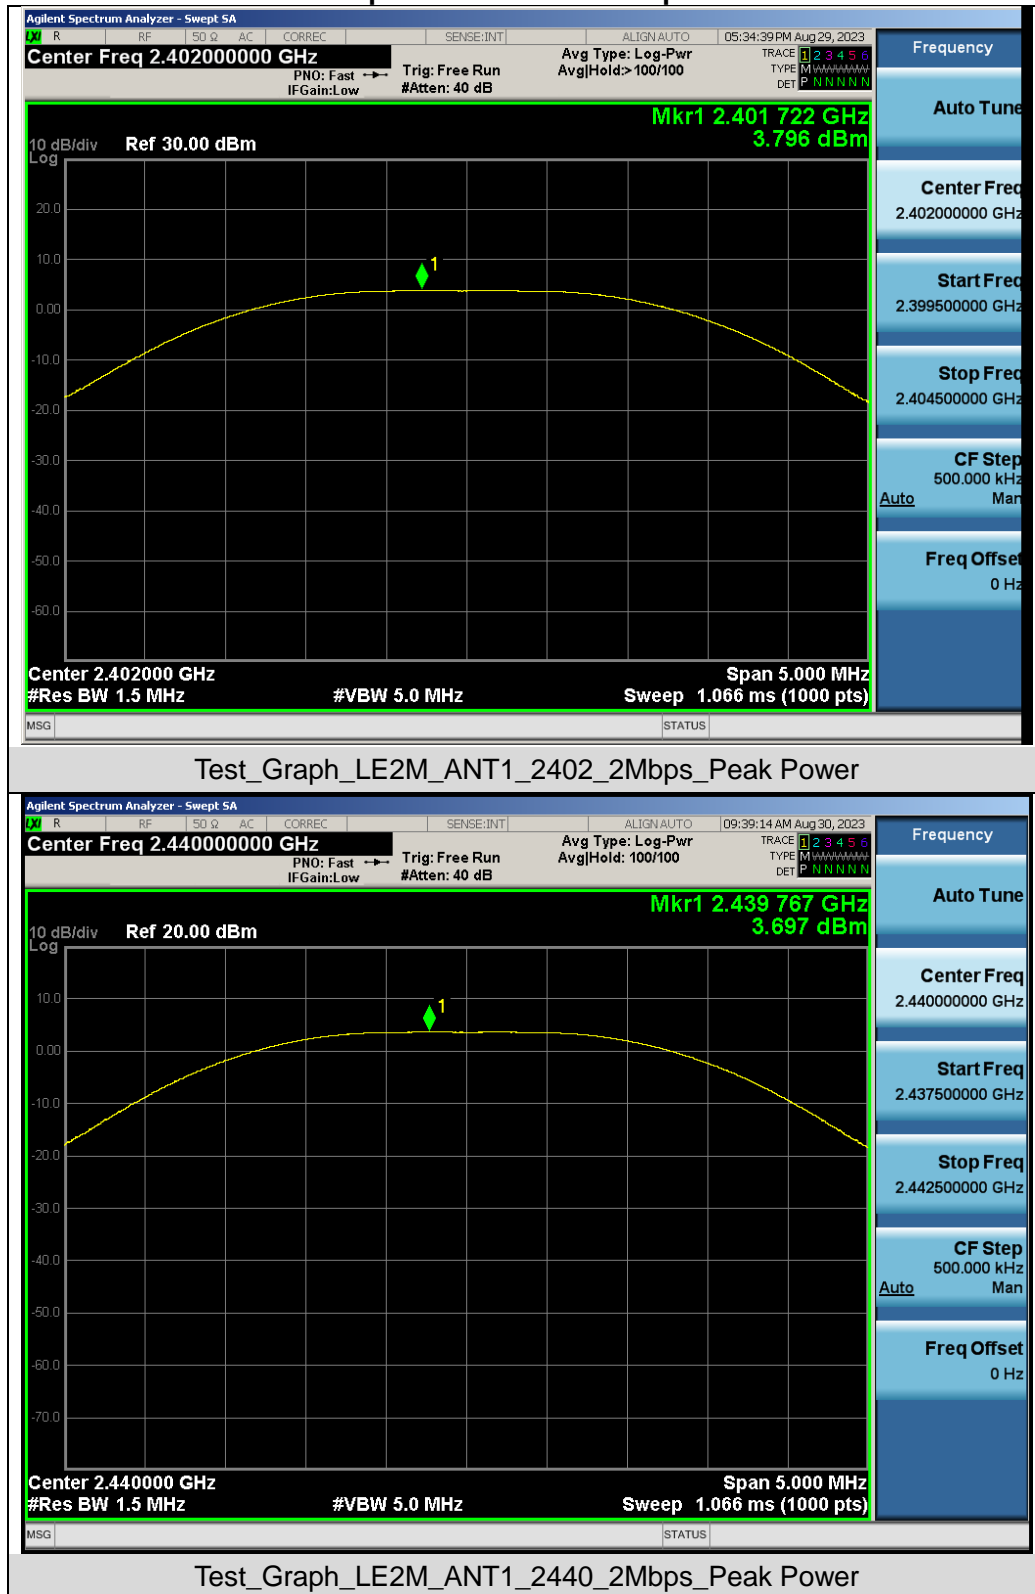 Agilent Spectrum Analyzer - Swept SA
LXI R RF 50 Ω AC CORREC SENSE:INT ALIGN AUTO 05:34:39 PM Aug 29, 2023
Center Freq 2.402000000 GHz
PNO: Fast
IFGain:Low
Trig: Free Run
#Atten: 40 dB
Avg Type: Log-Pwr
Avg|Hold:>100/100
TRACE 1 2 3 4 5 6
TYPE M WWWWW
DET P N N N N N
Mkr1 2.401 722 GHz
3.796 dBm
10 dB/div Ref 30.00 dBm
Log
20.0
10.0
1
0.00
-10.0
-20.0
-30.0
-40.0
-50.0
-60.0
Center 2.402000 GHz Span 5.000 MHz
#Res BW 1.5 MHz #VBW 5.0 MHz Sweep 1.066 ms (1000 pts)
MSG STATUS
Frequency
Auto Tune
Center Freq
2.402000000 GHz
Start Freq
2.399500000 GHz
Stop Freq
2.404500000 GHz
CF Step
500.000 kHz
Auto Man
Freq Offset
0 Hz
Test_Graph_LE2M_ANT1_2402_2Mbps_Peak Power
Agilent Spectrum Analyzer - Swept SA
LXI R RF 50 Ω AC CORREC SENSE:INT ALIGN AUTO 09:39:14 AM Aug 30, 2023
Center Freq 2.440000000 GHz
PNO: Fast
IFGain:Low
Trig: Free Run
#Atten: 40 dB
Avg Type: Log-Pwr
Avg|Hold: 100/100
TRACE 1 2 3 4 5 6
TYPE M WWWWW
DET P N N N N N
Mkr1 2.439 767 GHz
3.697 dBm
10 dB/div Ref 20.00 dBm
Log
10.0
1
0.00
-10.0
-20.0
-30.0
-40.0
-50.0
-60.0
-70.0
Center 2.440000 GHz Span 5.000 MHz
#Res BW 1.5 MHz #VBW 5.0 MHz Sweep 1.066 ms (1000 pts)
MSG STATUS
Frequency
Auto Tune
Center Freq
2.440000000 GHz
Start Freq
2.437500000 GHz
Stop Freq
2.442500000 GHz
CF Step
500.000 kHz
Auto Man
Freq Offset
0 Hz
Test_Graph_LE2M_ANT1_2440_2Mbps_Peak Power